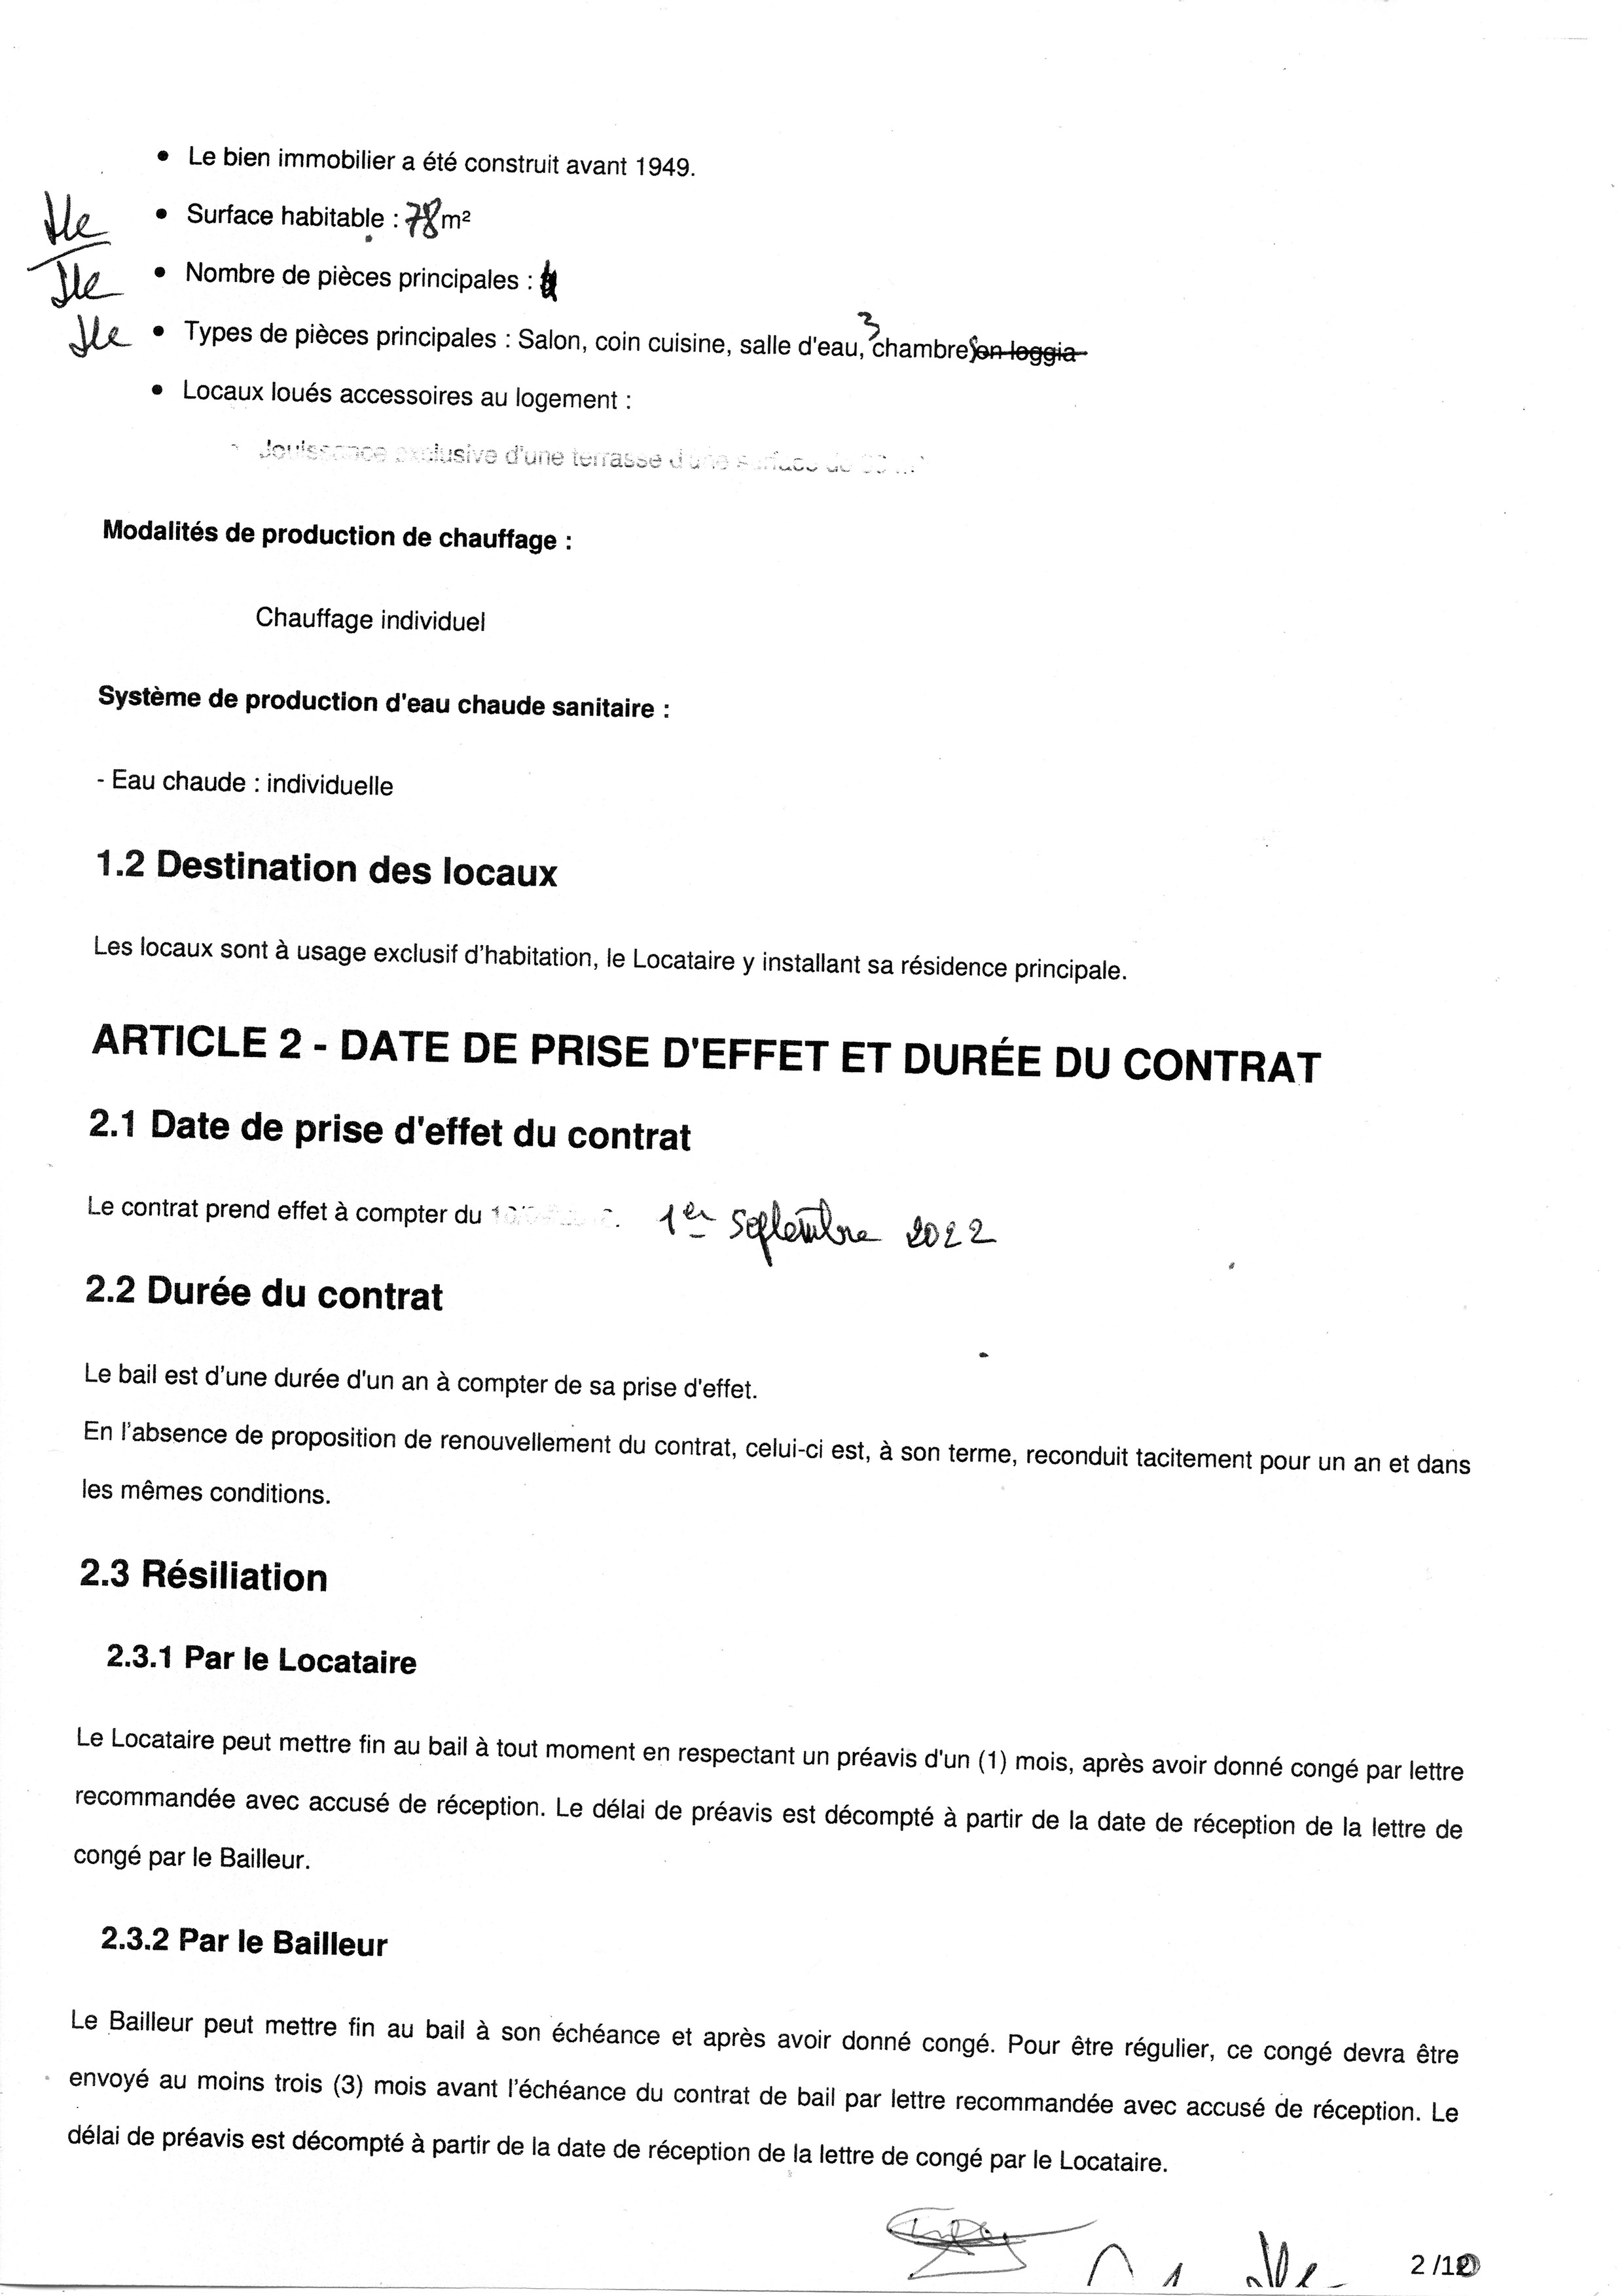 • Le bien immobilier a été construit avant 1949.
• Surface habitable : 78 m²
• Nombre de pièces principales : 4
• Types de pièces principales : Salon, coin cuisine, salle d'eau, 3 chambres en loggia
• Locaux loués accessoires au logement :
Jouissance exclusive d'une terrasse d'une surface de
Modalités de production de chauffage :
Chauffage individuel
Système de production d'eau chaude sanitaire :
- Eau chaude : individuelle
1.2 Destination des locaux
Les locaux sont à usage exclusif d'habitation, le Locataire y installant sa résidence principale.
ARTICLE 2 - DATE DE PRISE D'EFFET ET DURÉE DU CONTRAT
2.1 Date de prise d'effet du contrat
Le contrat prend effet à compter du 1er septembre 2022
2.2 Durée du contrat
Le bail est d'une durée d'un an à compter de sa prise d'effet.
En l'absence de proposition de renouvellement du contrat, celui-ci est, à son terme, reconduit tacitement pour un an et dans
les mêmes conditions.
2.3 Résiliation
2.3.1 Par le Locataire
Le Locataire peut mettre fin au bail à tout moment en respectant un préavis d'un (1) mois, après avoir donné congé par lettre
recommandée avec accusé de réception. Le délai de préavis est décompté à partir de la date de réception de la lettre de
congé par le Bailleur.
2.3.2 Par le Bailleur
Le Bailleur peut mettre fin au bail à son échéance et après avoir donné congé. Pour être régulier, ce congé devra être
envoyé au moins trois (3) mois avant l'échéance du contrat de bail par lettre recommandée avec accusé de réception. Le
délai de préavis est décompté à partir de la date de réception de la lettre de congé par le Locataire.
2 /10